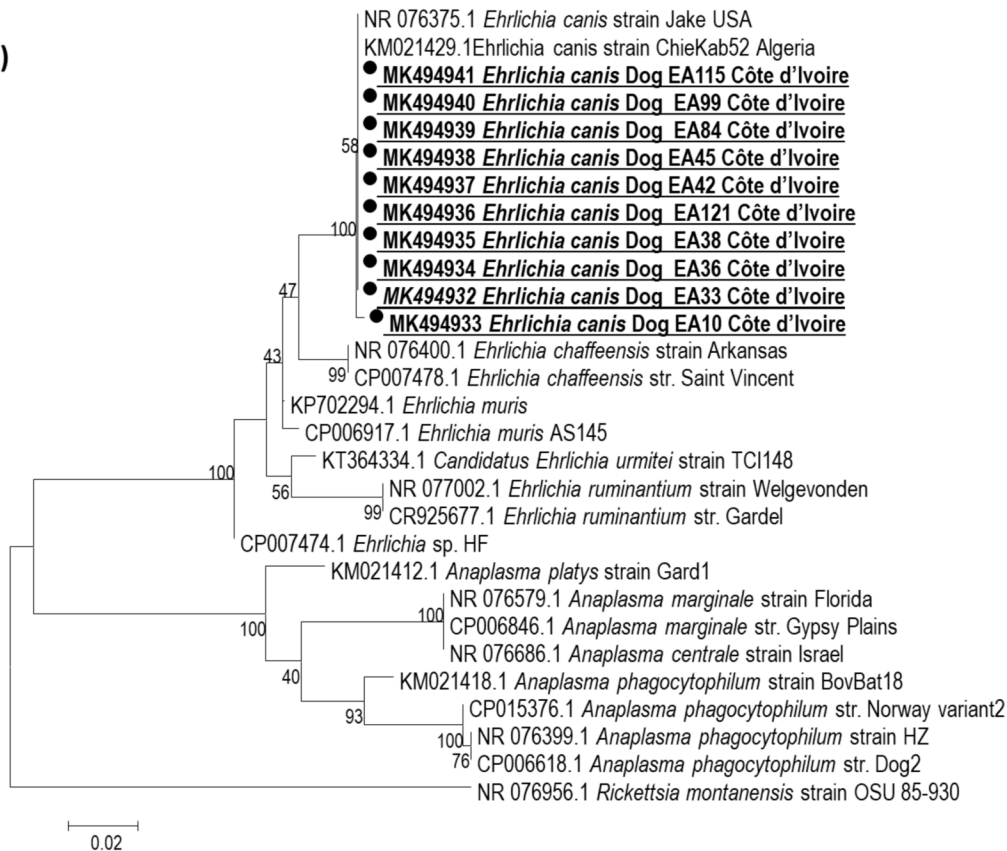 NR 076375.1 Ehrlichia canis strain Jake USA
)
KM021429.1Ehrlichia canis strain ChieKab52 Algeria
MK494941 Ehrlichia canis Dog EA115 Côte d’Ivoire
MK494940 Ehrlichia canis Dog EA99 Côte d’Ivoire
MK494939 Ehrlichia canis Dog EA84 Côte d’Ivoire
58
MK494938 Ehrlichia canis Dog EA45 Côte d’Ivoire
MK494937 Ehrlichia canis Dog EA42 Côte d’Ivoire
MK494936 Ehrlichia canis Dog EA121 Côte d’Ivoire
100
MK494935 Ehrlichia canis Dog EA38 Côte d’Ivoire
MK494934 Ehrlichia canis Dog EA36 Côte d’Ivoire
47
MK494932 Ehrlichia canis Dog EA33 Côte d’Ivoire
MK494933 Ehrlichia canis Dog EA10 Côte d’Ivoire
43
NR 076400.1 Ehrlichia chaffeensis strain Arkansas
99
CP007478.1 Ehrlichia chaffeensis str. Saint Vincent
KP702294.1 Ehrlichia muris
CP006917.1 Ehrlichia muris AS145
KT364334.1 Candidatus Ehrlichia urmitei strain TCI148
100
56
NR 077002.1 Ehrlichia ruminantium strain Welgevonden
99
CR925677.1 Ehrlichia ruminantium str. Gardel
CP007474.1 Ehrlichia sp. HF
KM021412.1 Anaplasma platys strain Gard1
NR 076579.1 Anaplasma marginale strain Florida
100
100
CP006846.1 Anaplasma marginale str. Gypsy Plains
NR 076686.1 Anaplasma centrale strain Israel
40
KM021418.1 Anaplasma phagocytophilum strain BovBat18
93
CP015376.1 Anaplasma phagocytophilum str. Norway variant2
100
NR 076399.1 Anaplasma phagocytophilum strain HZ
76
CP006618.1 Anaplasma phagocytophilum str. Dog2
NR 076956.1 Rickettsia montanensis strain OSU 85-930
0.02